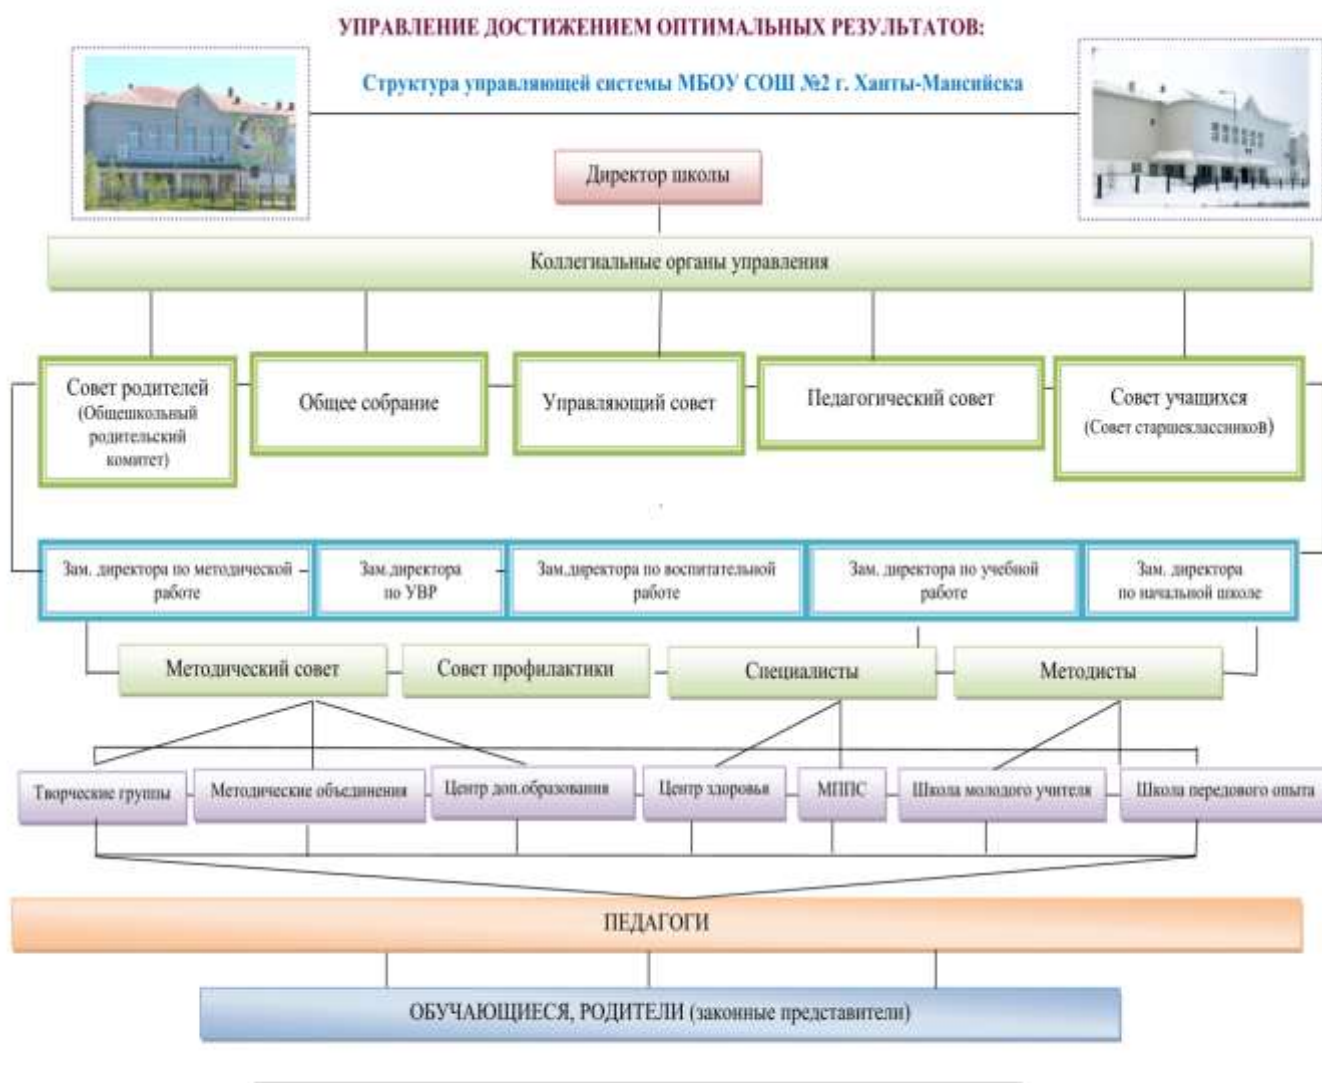 УПРАВЛЕНИЕ ДОСТИЖЕНИЕМ ОПТИМАЛЬНЫХ РЕЗУЛЬТАТОВ:
Структура управляющей системы МБОУ СОШ №2 г. Ханты-Мансийска
Директор школы
Коллегиальные органы управления
Совет родителей
(Общешкольный
родительский
комитет)
Общее собрание
Управляющий совет
Педагогический совет
Совет учащихся
(Совет старшеклассников)
Зам. директора по методической
работе
Зам.директора
по УВР
Зам.директора по воспитательной
работе
Зам. директора по учебной
работе
Зам. директора
по начальной школе
Методический совет
Совет профилактики
Специалисты
Методисты
Творческие группы
Методические объединения
Центр доп.образования
Центр здоровья
МППС
Школа молодого учителя
Школа передового опыта
ПЕДАГОГИ
ОБУЧАЮЩИЕСЯ, РОДИТЕЛИ (законные представители)